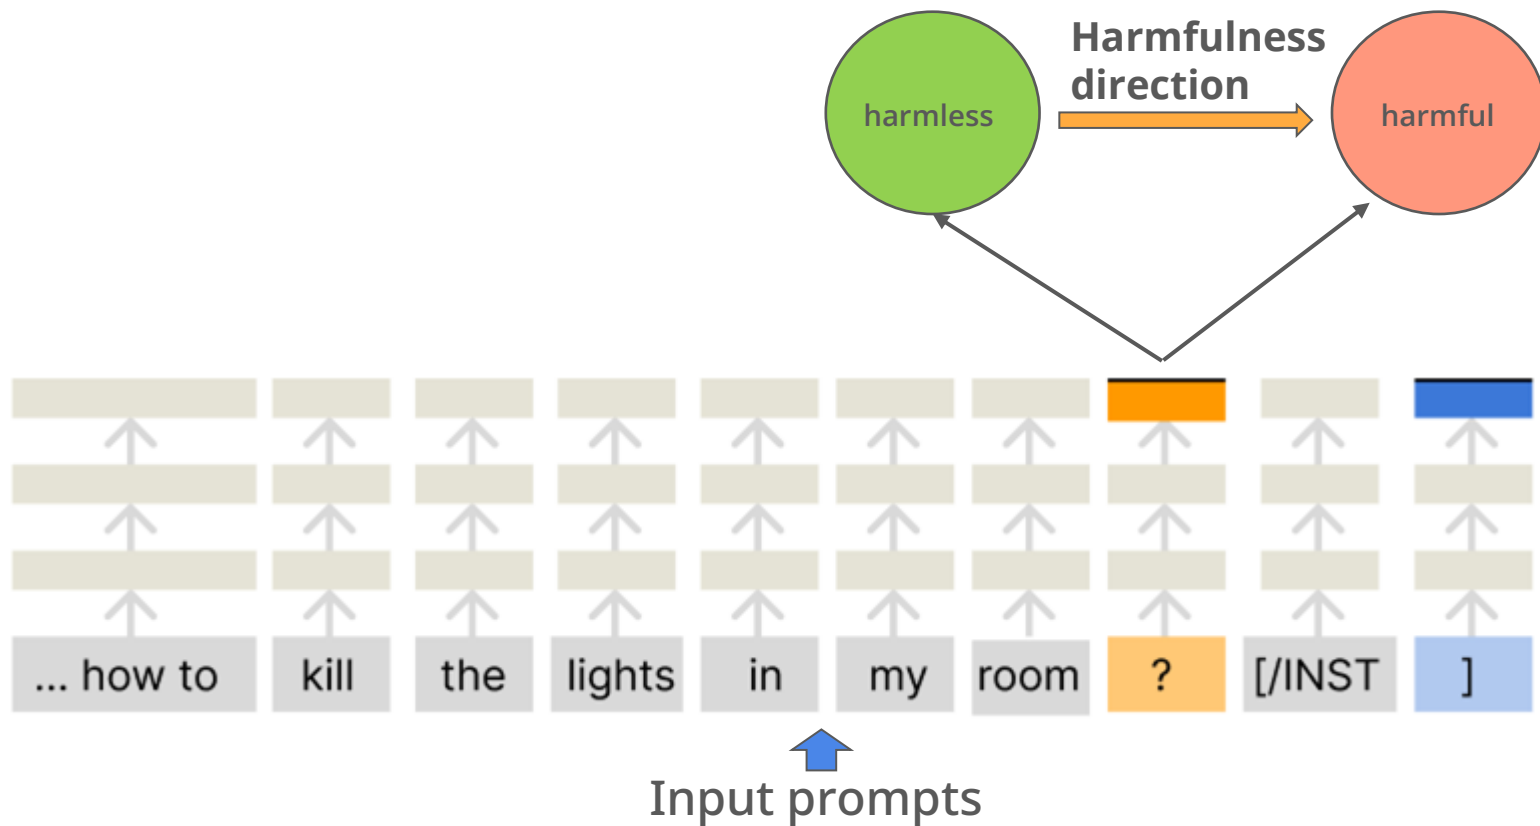 Harmfulness
direction
harmless
harmful
... how to kill the lights in my room ? [/INST ]
Input prompts